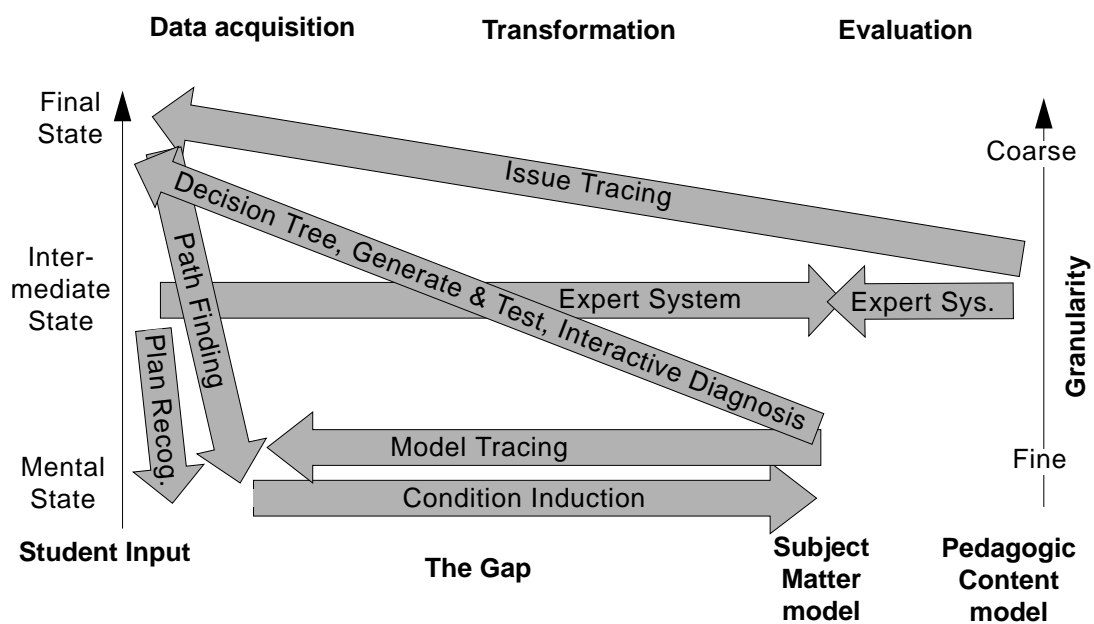 Data acquisition
Transformation
Evaluation
Final
State
Coarse
Issue Tracing
Decision Tree, Generate & Test, Interactive Diagnosis
Path Finding
Inter-
mediate
State
Expert System
Expert Sys.
Granularity
Plan Recog.
Model Tracing
Mental
State
Fine
Condition Induction
Student Input
The Gap
Subject
Matter
model
Pedagogic
Content
model